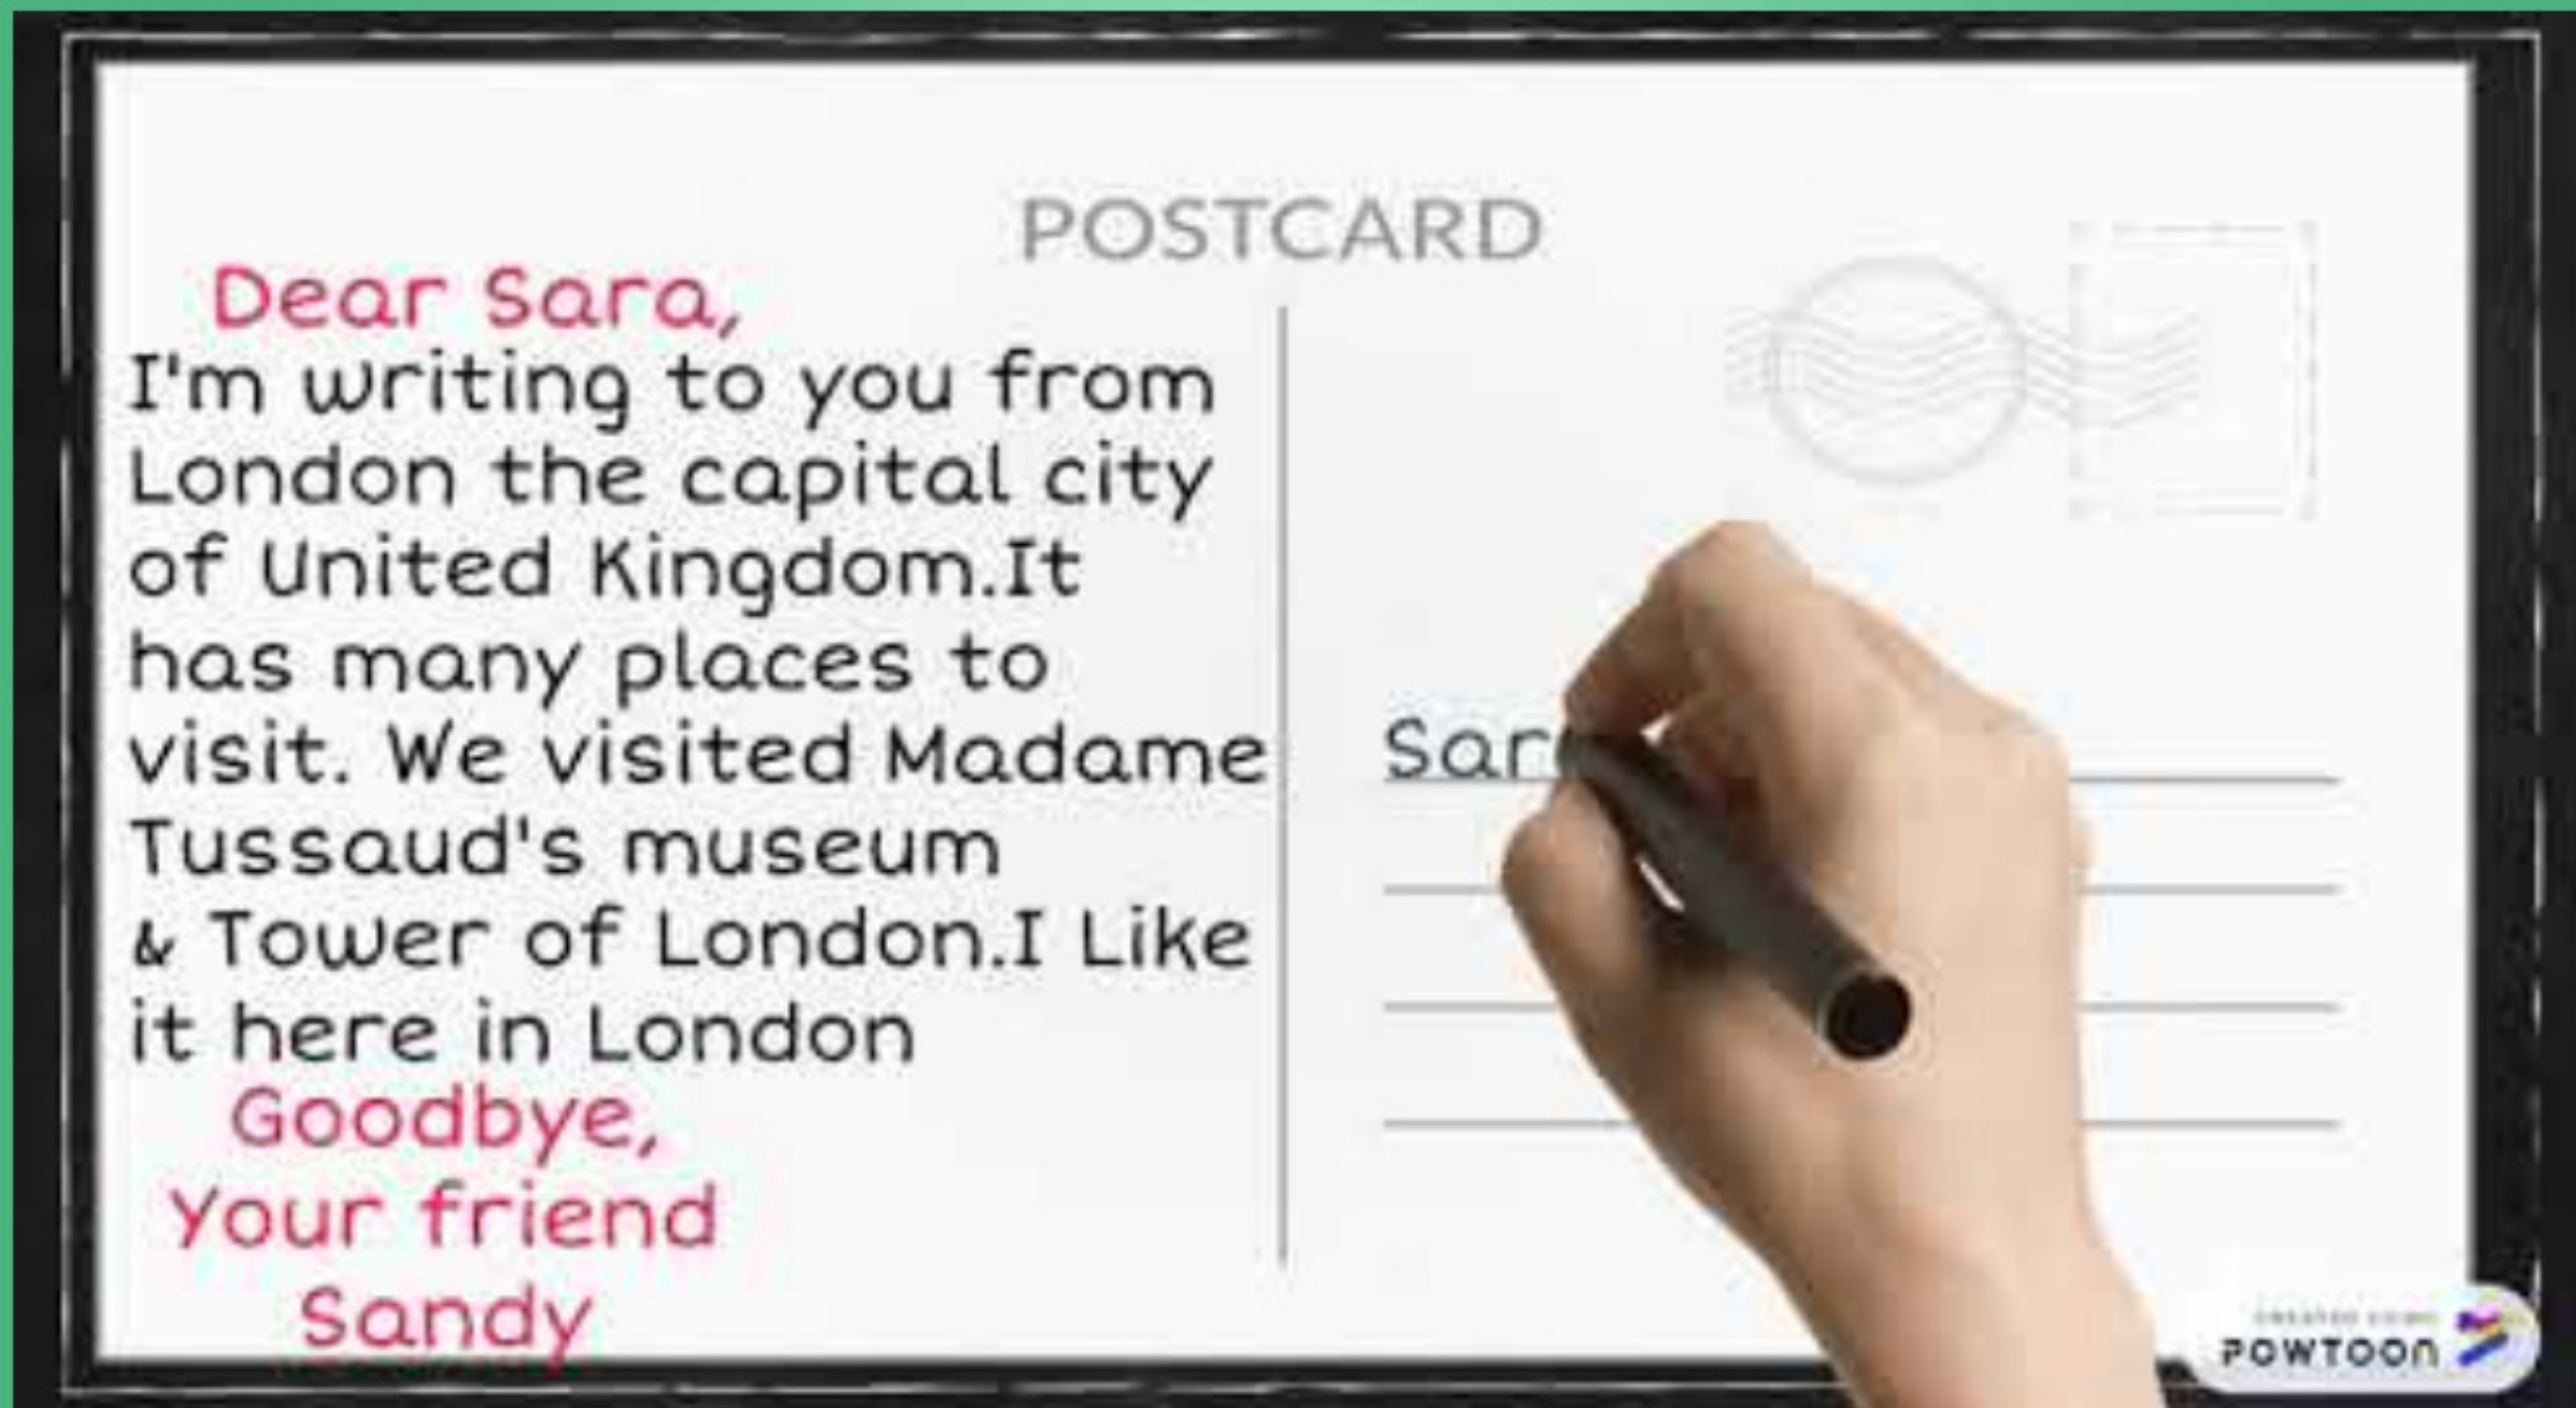 POSTCARD
Dear Sara,
I'm writing to you from
London the capital city
of United Kingdom.It
has many places to
visit. We visited Madame
Tussaud's museum
& Tower of London.I Like
it here in London
Goodbye,
Your friend
Sandy
Sar
POWTOON